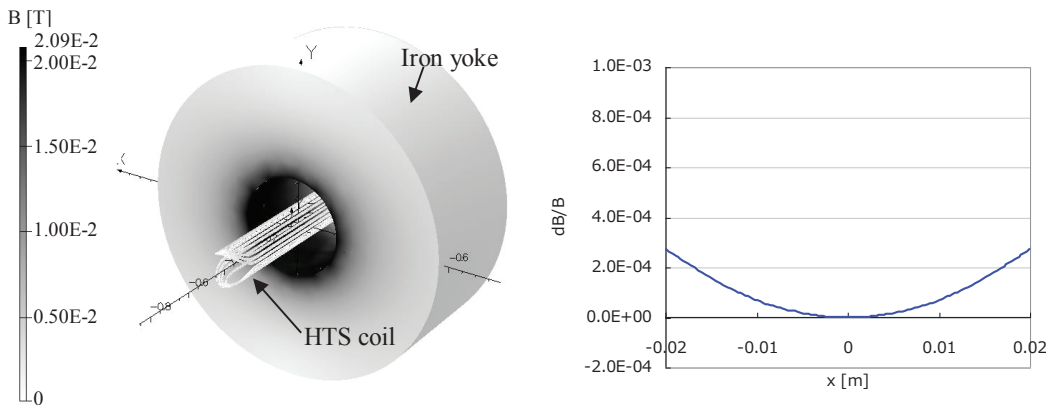 B [T]
2.09E-2
2.00E-2
1.50E-2
1.00E-2
0.50E-2
0
Y
Iron yoke
X
-0.6
-0.6
-0.8
HTS coil
1.0E-03
8.0E-04
6.0E-04
4.0E-04
2.0E-04
0.0E+00
-2.0E-04
dB/B
-0.02
-0.01
0
0.01
0.02
x [m]